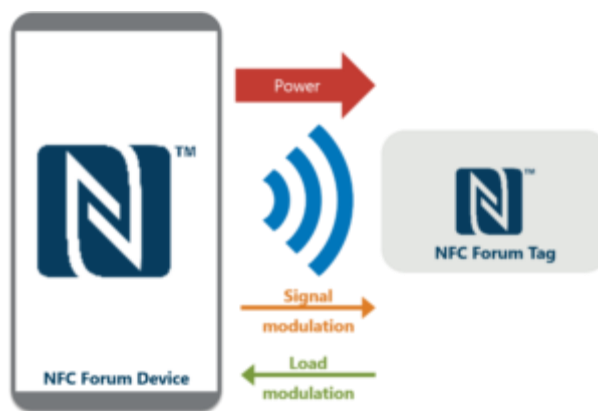 Power
TM
TM
NFC Forum Tag
Signal
modulation
Load
modulation
NFC Forum Device